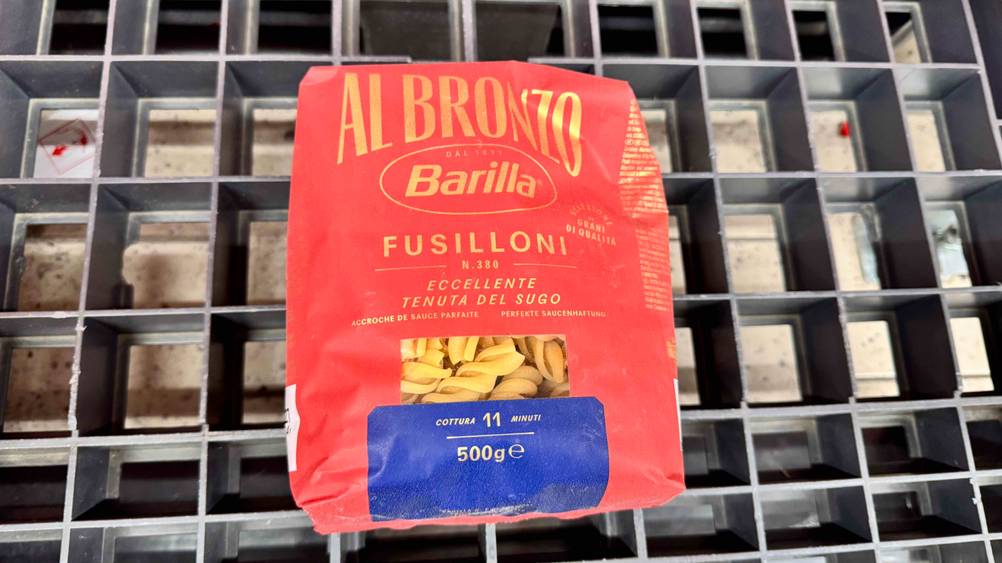 AL BRONZO
DAL 1877
Barilla
SELEZIONE
GRANI
DI QUALITÀ
FUSILLONI
N.380
ECCELLENTE
TENUTA DEL SUGO
ACCROCHE DE SAUCE PARFAITE PERFEKTE SAUCENHAFTUNG
COTTURA 11 MINUTI
500g℮